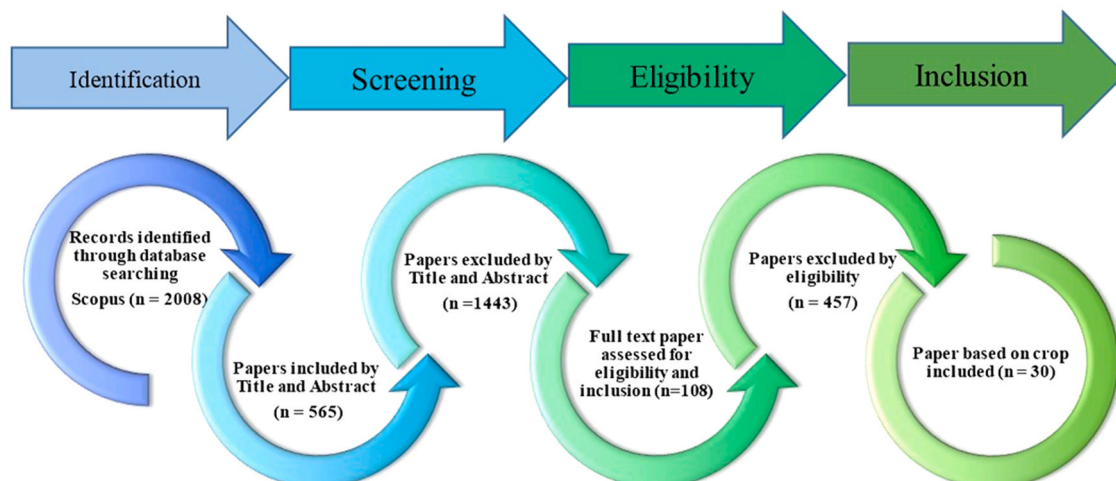 Identification
Screening
Eligibility
Inclusion
Records identified
through database
searching
Scopus (n = 2008)
Papers included by
Title and Abstract
(n = 565)
Papers excluded by
Title and Abstract
(n =1443)
Full text paper
assessed for
eligibility and
inclusion (n=108)
Papers excluded by
eligibility
(n = 457)
Paper based on crop
included (n = 30)